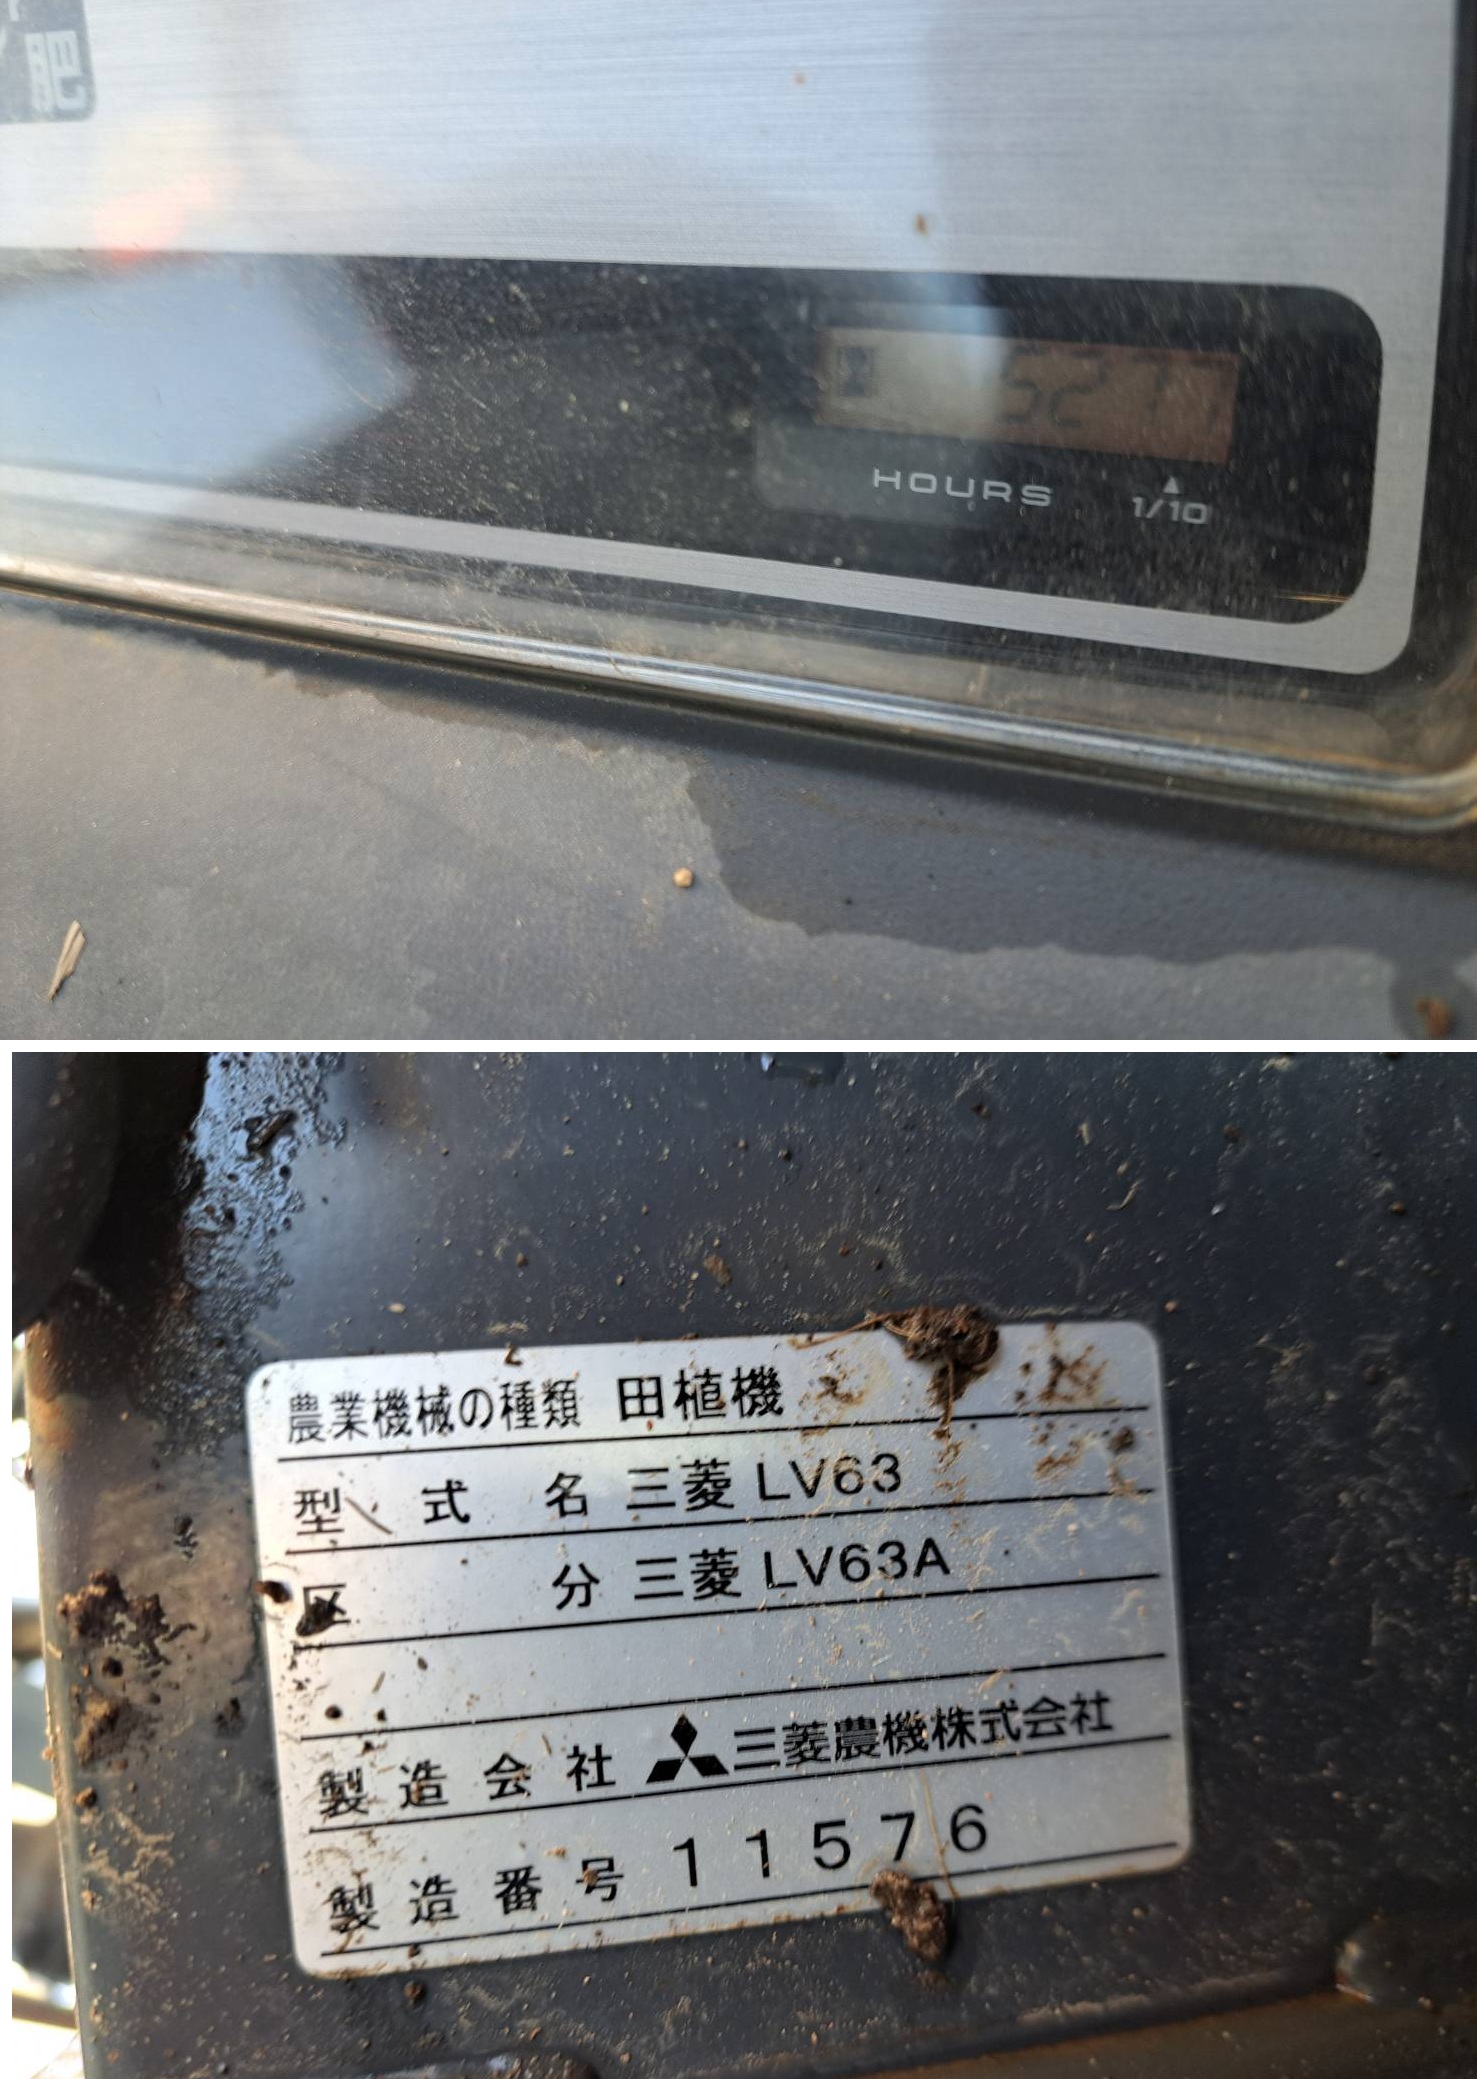 肥
HOURS
1/10
農業機械の種類 田植機
型式名 三菱 LV63
区分 三菱 LV63A
製造会社 三菱農機株式会社
製造番号 11576